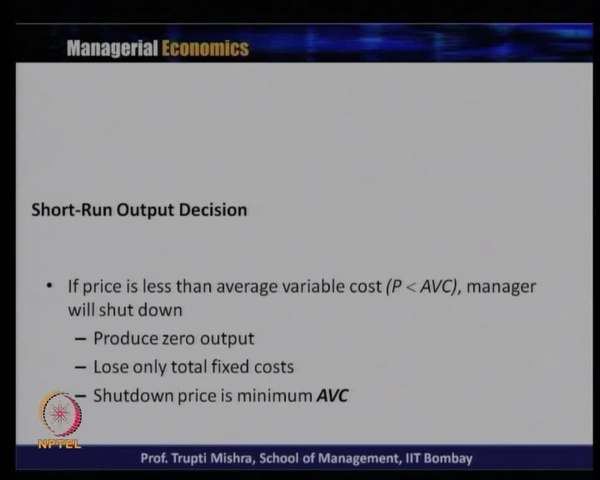 Managerial Economics
Short-Run Output Decision
• If price is less than average variable cost (P < AVC), manager
will shut down
– Produce zero output
– Lose only total fixed costs
– Shutdown price is minimum AVC
NPTEL
Prof. Trupti Mishra, School of Management, IIT Bombay